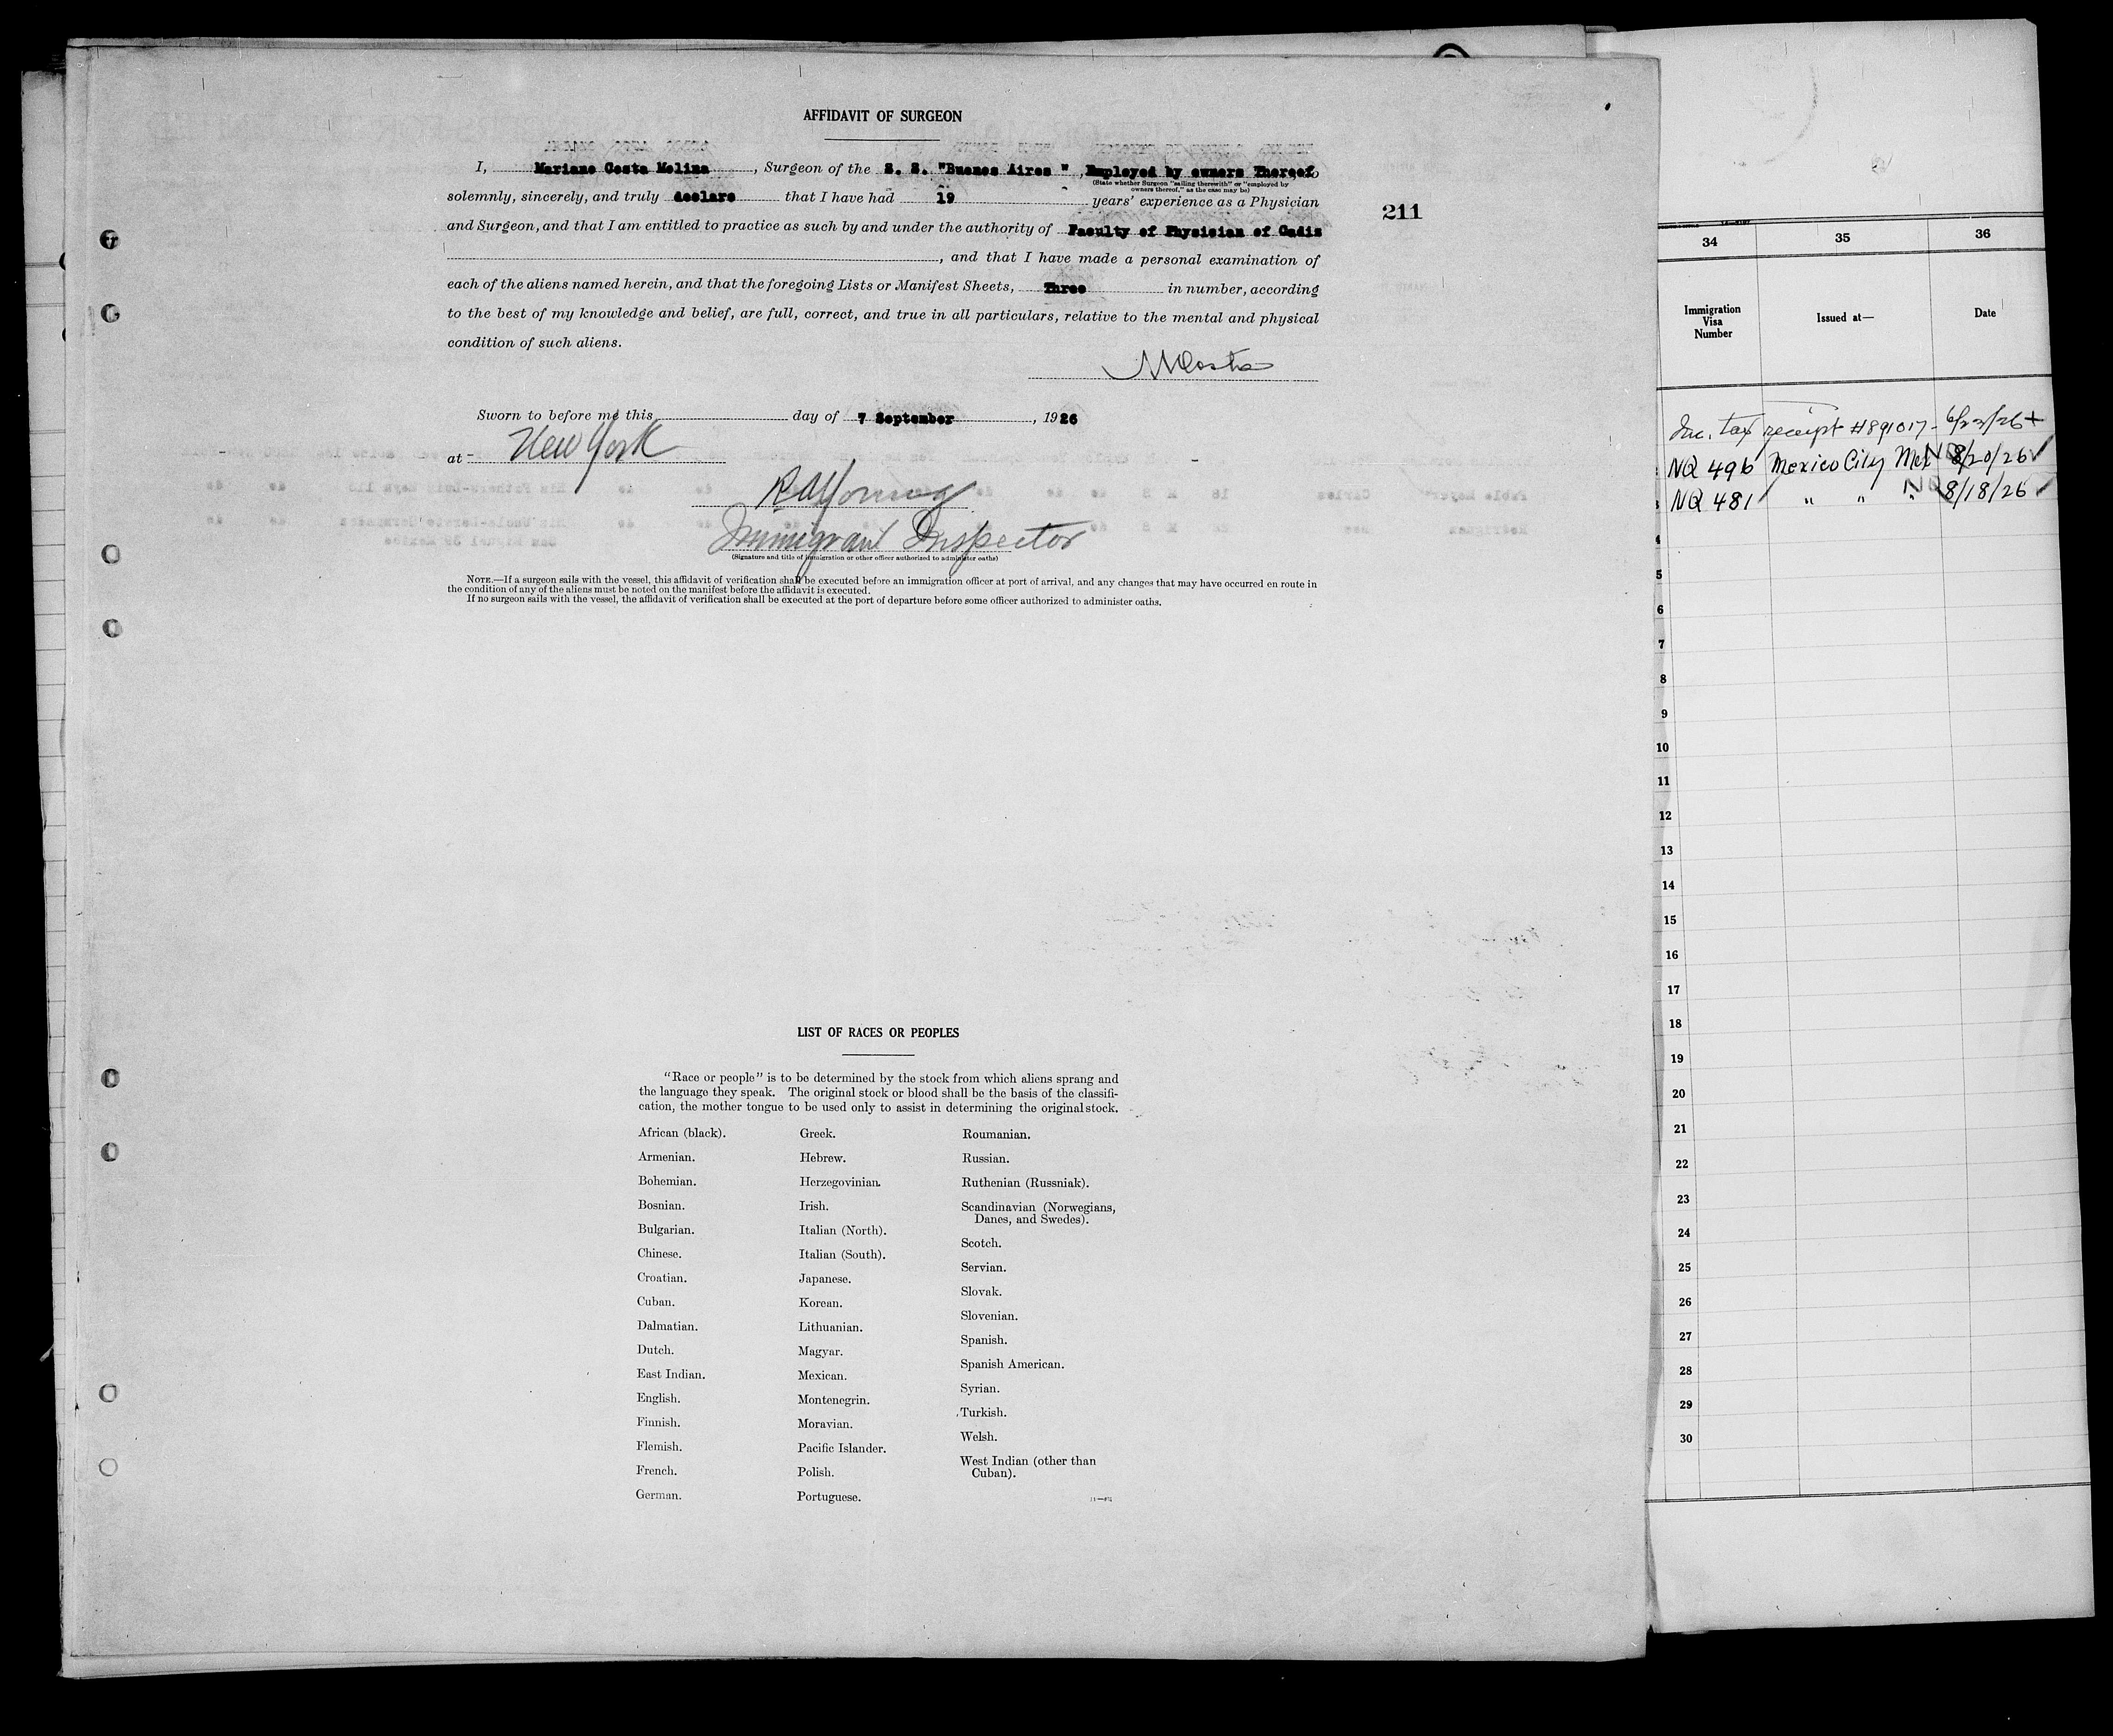 AFFIDAVIT OF SURGEON
I, Mariano Costa Molina, Surgeon of the S. S. "Buenos Aires ", Employed by owners Thereof
(State whether Surgeon "sailing therewith" or "employed by
owners thereof," as the case may be)
solemnly, sincerely, and truly declare that I have had 19 years' experience as a Physician
and Surgeon, and that I am entitled to practice as such by and under the authority of Faculty of Physician of Cadis
, and that I have made a personal examination of
each of the aliens named herein, and that the foregoing Lists or Manifest Sheets, Three in number, according
to the best of my knowledge and belief, are full, correct, and true in all particulars, relative to the mental and physical
condition of such aliens.
MCosta
Sworn to before me this day of 7 September, 1926
at New York
RA Young
Immigrant Inspector
(Signature and title of immigration or other officer authorized to administer oaths)
NOTE.—If a surgeon sails with the vessel, this affidavit of verification shall be executed before an immigration officer at port of arrival, and any changes that may have occurred en route in
the condition of any of the aliens must be noted on the manifest before the affidavit is executed.
If no surgeon sails with the vessel, the affidavit of verification shall be executed at the port of departure before some officer authorized to administer oaths.
211
LIST OF RACES OR PEOPLES
"Race or people" is to be determined by the stock from which aliens sprang and
the language they speak. The original stock or blood shall be the basis of the classifi-
cation, the mother tongue to be used only to assist in determining the original stock.
African (black).
Armenian.
Bohemian.
Bosnian.
Bulgarian.
Chinese.
Croatian.
Cuban.
Dalmatian.
Dutch.
East Indian.
English.
Finnish.
Flemish.
French.
German.
Greek.
Hebrew.
Herzegovinian.
Irish.
Italian (North).
Italian (South).
Japanese.
Korean.
Lithuanian.
Magyar.
Mexican.
Montenegrin.
Moravian.
Pacific Islander.
Polish.
Portuguese.
Roumanian.
Russian.
Ruthenian (Russniak).
Scandinavian (Norwegians,
Danes, and Swedes).
Scotch.
Servian.
Slovak.
Slovenian.
Spanish.
Spanish American.
Syrian.
Turkish.
Welsh.
West Indian (other than
Cuban).
34 35 36
Immigration
Visa
Number
Issued at—
Date
Inc. tax receipt #891017- 6/23/26
NQ 496 Mexico City Mex NQ 8/20/26
NQ 481 " " " NQ 8/18/26
4
5
6
7
8
9
10
11
12
13
14
15
16
17
18
19
20
21
22
23
24
25
26
27
28
29
30